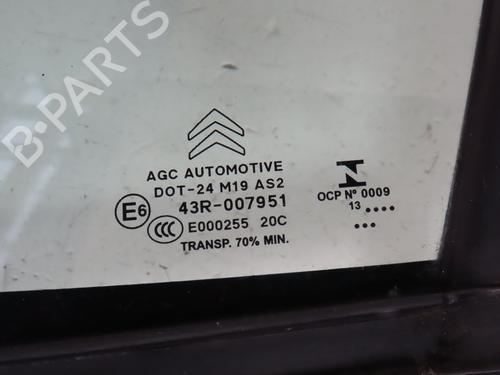 B-PARTS
AGC AUTOMOTIVE
DOT-24 M19 AS2
E6 43R-007951
CCC E000255 20C
TRANSP. 70% MIN.
N
OCP Nº 0009
13 ....
...